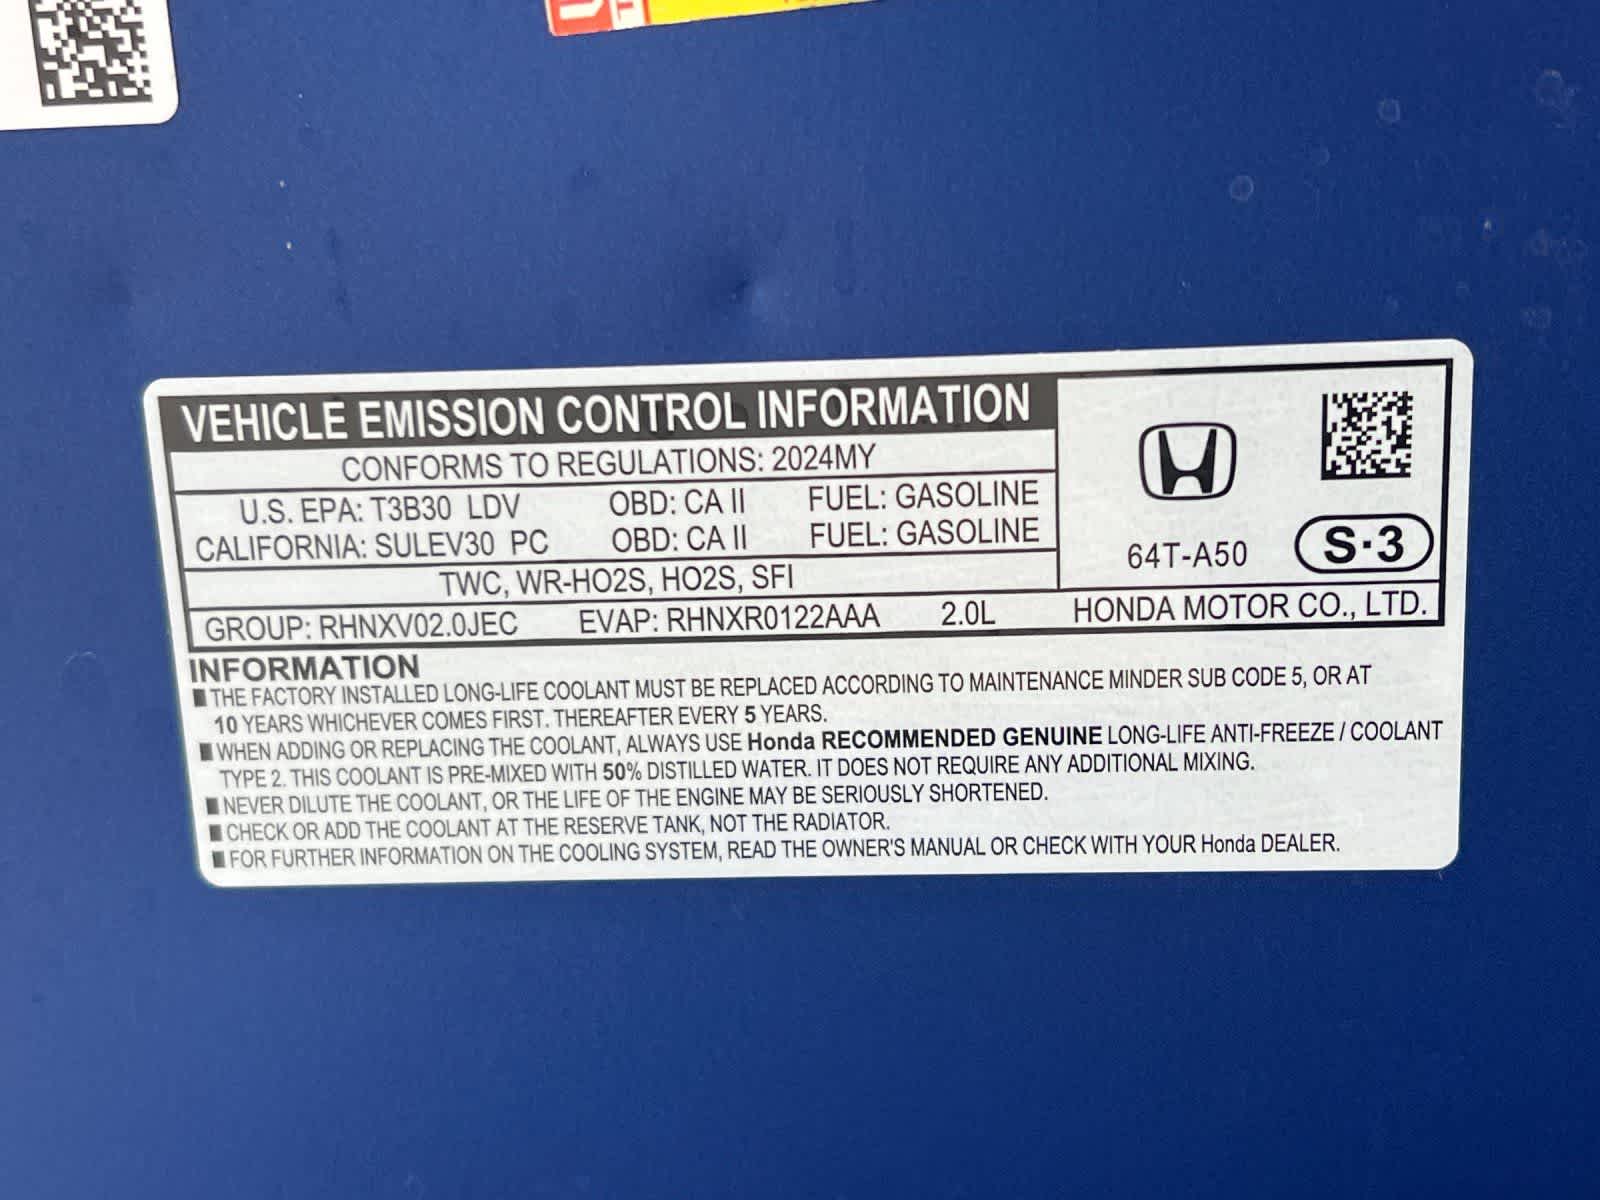 VEHICLE EMISSION CONTROL INFORMATION
CONFORMS TO REGULATIONS: 2024MY
U.S. EPA: T3B30 LDV OBD: CA II FUEL: GASOLINE
CALIFORNIA: SULEV30 PC OBD: CA II FUEL: GASOLINE
TWC, WR-HO2S, HO2S, SFI
64T-A50 S·3
GROUP: RHNXV02.0JEC EVAP: RHNXR0122AAA 2.0L HONDA MOTOR CO., LTD.
INFORMATION
■ THE FACTORY INSTALLED LONG-LIFE COOLANT MUST BE REPLACED ACCORDING TO MAINTENANCE MINDER SUB CODE 5, OR AT
10 YEARS WHICHEVER COMES FIRST. THEREAFTER EVERY 5 YEARS.
■ WHEN ADDING OR REPLACING THE COOLANT, ALWAYS USE Honda RECOMMENDED GENUINE LONG-LIFE ANTI-FREEZE / COOLANT
TYPE 2. THIS COOLANT IS PRE-MIXED WITH 50% DISTILLED WATER. IT DOES NOT REQUIRE ANY ADDITIONAL MIXING.
■ NEVER DILUTE THE COOLANT, OR THE LIFE OF THE ENGINE MAY BE SERIOUSLY SHORTENED.
■ CHECK OR ADD THE COOLANT AT THE RESERVE TANK, NOT THE RADIATOR.
■ FOR FURTHER INFORMATION ON THE COOLING SYSTEM, READ THE OWNER'S MANUAL OR CHECK WITH YOUR Honda DEALER.